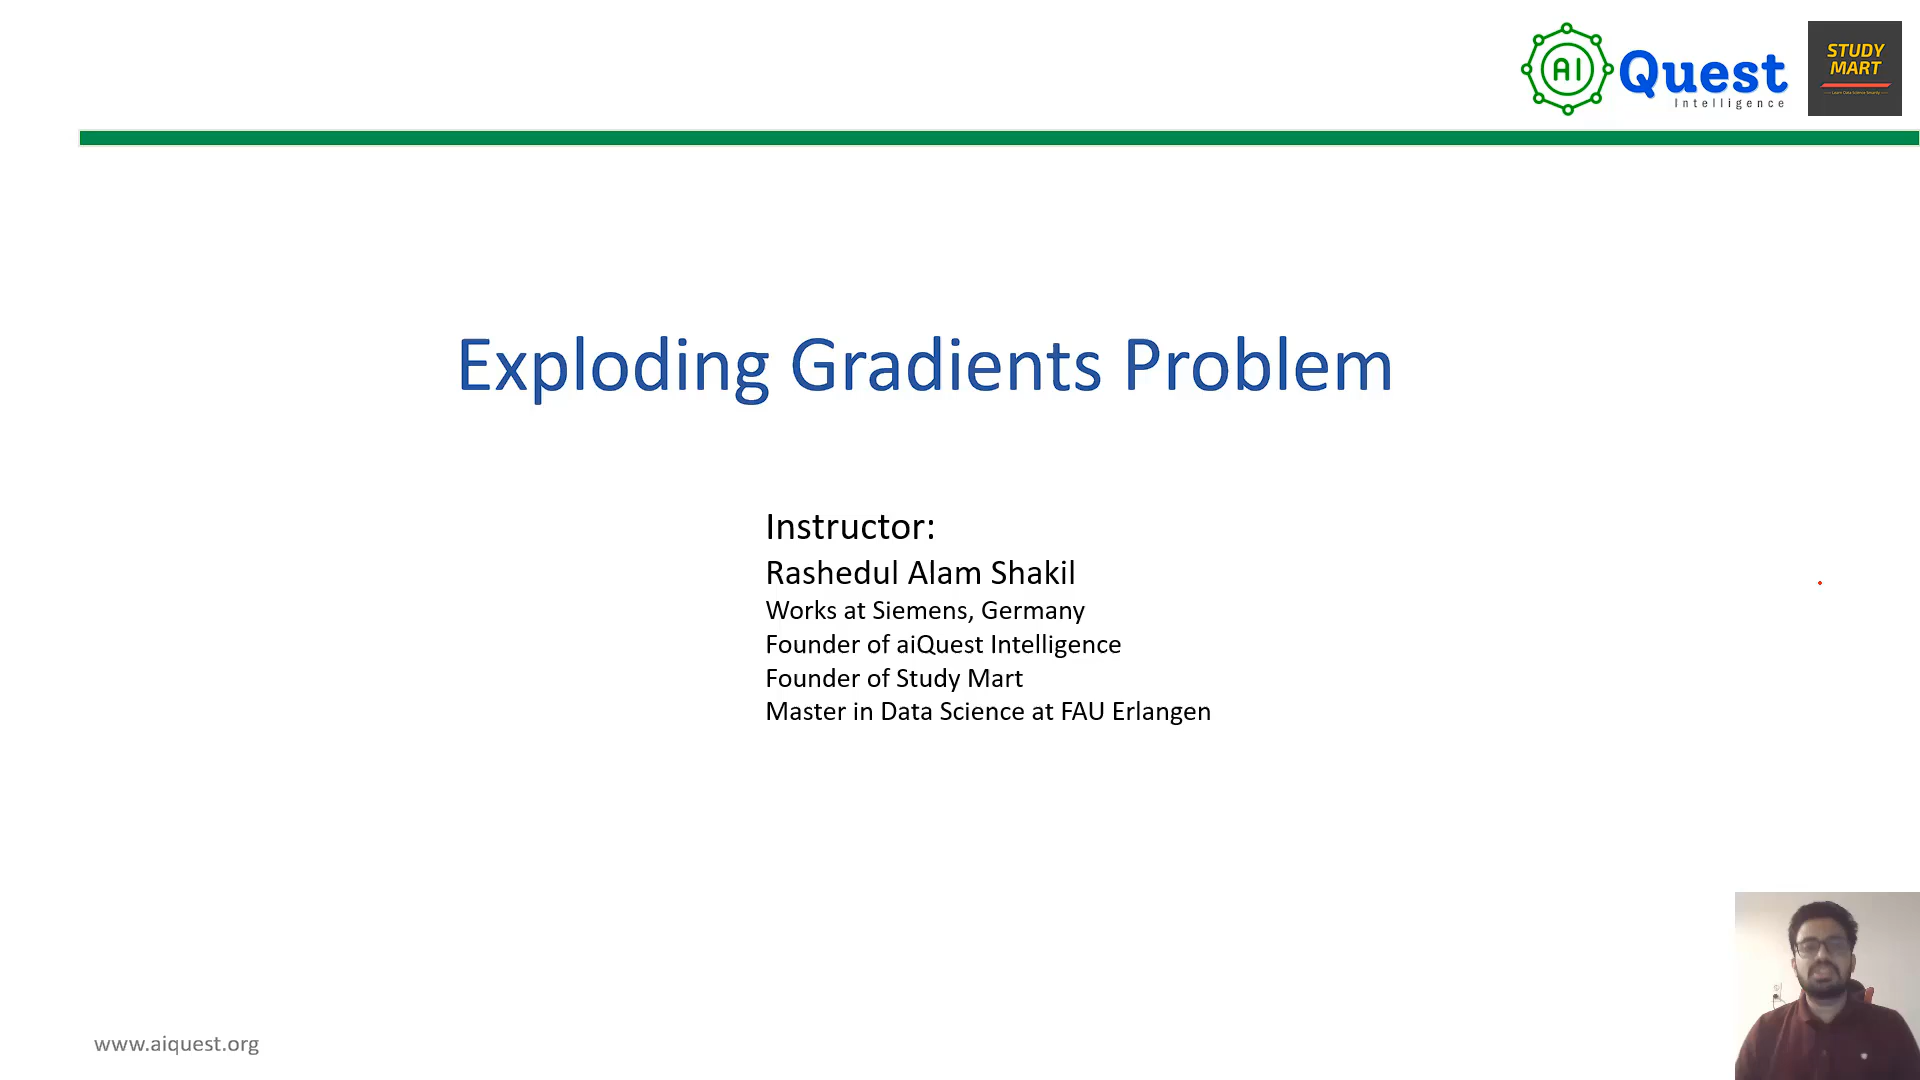 AI Quest
Intelligence
STUDY
MART
Exploding Gradients Problem
Instructor:
Rashedul Alam Shakil
Works at Siemens, Germany
Founder of aiQuest Intelligence
Founder of Study Mart
Master in Data Science at FAU Erlangen
www.aiquest.org